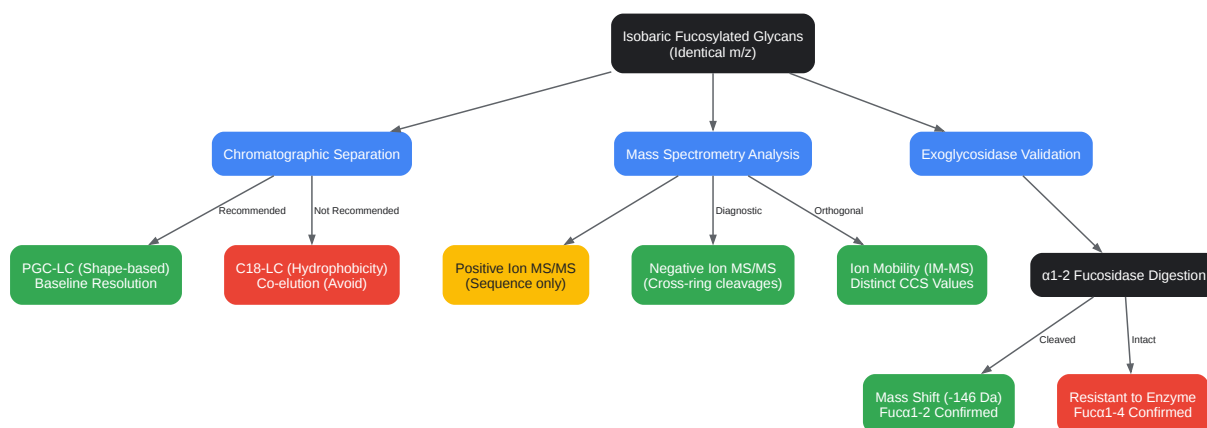 Isobaric Fucosylated Glycans
(Identical m/z)
Chromatographic Separation
Mass Spectrometry Analysis
Exoglycosidase Validation
Recommended
Not Recommended
Diagnostic
Orthogonal
PGC-LC (Shape-based)
Baseline Resolution
C18-LC (Hydrophobicity)
Co-elution (Avoid)
Positive Ion MS/MS
(Sequence only)
Negative Ion MS/MS
(Cross-ring cleavages)
Ion Mobility (IM-MS)
Distinct CCS Values
α1-2 Fucosidase Digestion
Cleaved
Intact
Mass Shift (-146 Da)
Fucα1-2 Confirmed
Resistant to Enzyme
Fucα1-4 Confirmed